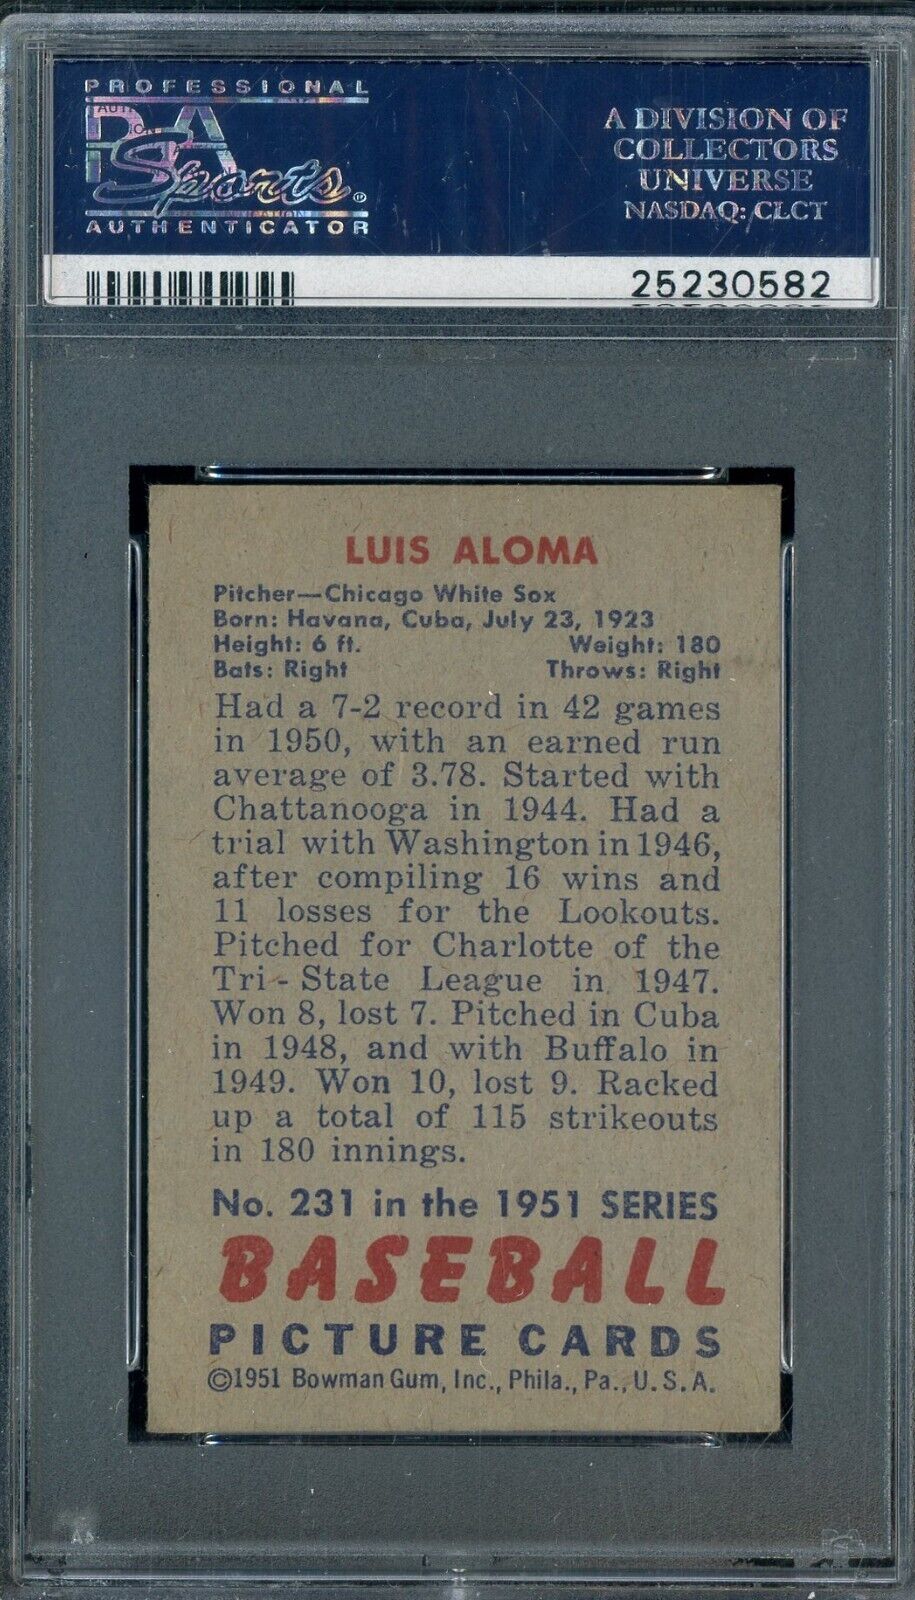 PROFESSIONAL
PSA
Sports®
AUTHENTICATOR
A DIVISION OF
COLLECTORS
UNIVERSE
NASDAQ: CLCT
25230582
LUIS ALOMA
Pitcher—Chicago White Sox
Born: Havana, Cuba, July 23, 1923
Height: 6 ft. Weight: 180
Bats: Right Throws: Right
Had a 7-2 record in 42 games
in 1950, with an earned run
average of 3.78. Started with
Chattanooga in 1944. Had a
trial with Washington in 1946,
after compiling 16 wins and
11 losses for the Lookouts.
Pitched for Charlotte of the
Tri-State League in 1947.
Won 8, lost 7. Pitched in Cuba
in 1948, and with Buffalo in
1949. Won 10, lost 9. Racked
up a total of 115 strikeouts
in 180 innings.
No. 231 in the 1951 SERIES
BASEBALL
PICTURE CARDS
©1951 Bowman Gum, Inc., Phila., Pa., U.S.A.